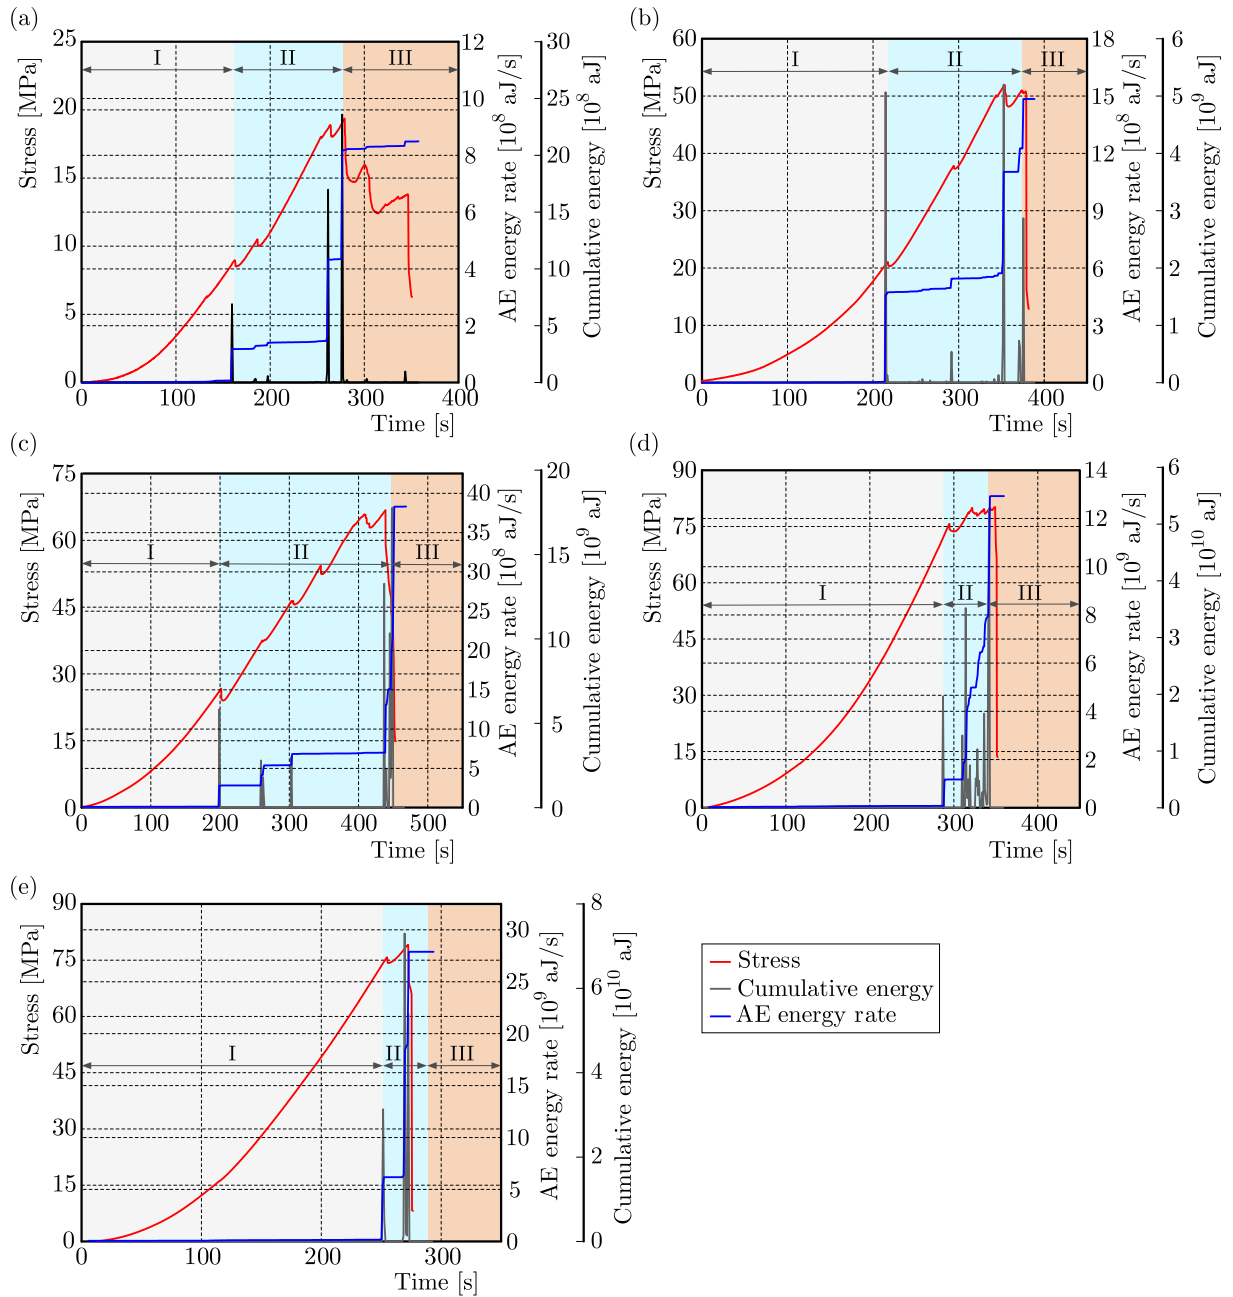 (a)
Stress [MPa]
25
20
15
10
5
0
I
II
III
12
10
8
6
4
2
0
AE energy rate [10^8 aJ/s]
30
25
20
15
10
5
0
Cumulative energy [10^8 aJ]
0 100 200 300 400
Time [s]
(b)
Stress [MPa]
60
50
40
30
20
10
0
I
II
III
18
15
12
9
6
3
0
AE energy rate [10^8 aJ/s]
6
5
4
3
2
1
0
Cumulative energy [10^9 aJ]
0 100 200 300 400
Time [s]
(c)
Stress [MPa]
75
60
45
30
15
0
I
II
III
40
35
30
25
20
15
10
5
0
AE energy rate [10^8 aJ/s]
20
15
10
5
0
Cumulative energy [10^9 aJ]
0 100 200 300 400 500
Time [s]
(d)
Stress [MPa]
90
75
60
45
30
15
0
I
II
III
14
12
10
8
6
4
2
0
AE energy rate [10^9 aJ/s]
6
5
4
3
2
1
0
Cumulative energy [10^10 aJ]
0 100 200 300 400
Time [s]
(e)
Stress [MPa]
90
75
60
45
30
15
0
I
II
III
30
25
20
15
10
5
0
AE energy rate [10^9 aJ/s]
8
6
4
2
0
Cumulative energy [10^10 aJ]
0 100 200 300
Time [s]
Stress
Cumulative energy
AE energy rate